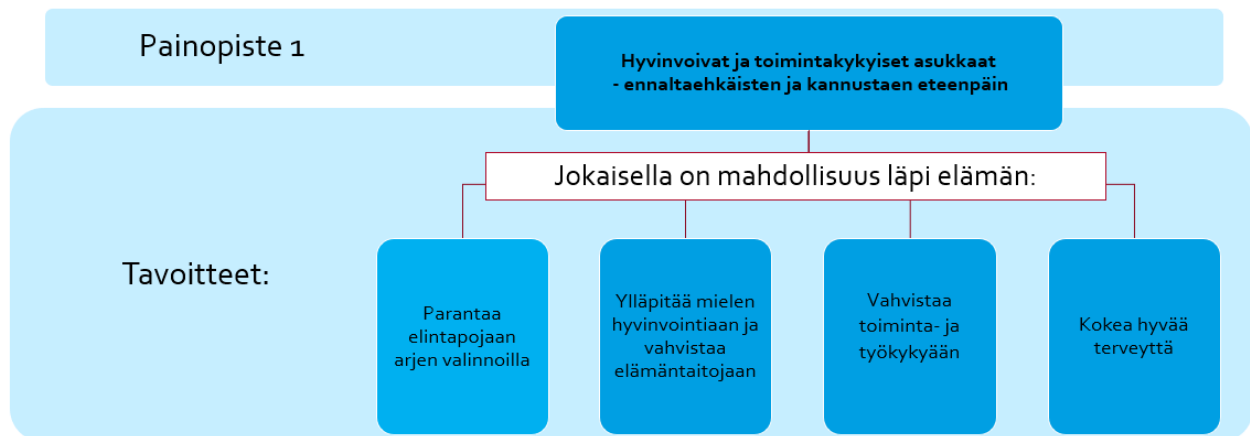 Painopiste 1
Hyvinvoivat ja toimintakykyiset asukkaat
- ennaltaehkäisten ja kannustaen eteenpäin
Jokaisella on mahdollisuus läpi elämän:
Tavoitteet:
Parantaa
elintapojaan
arjen valinnoilla
Ylläpitää mielen
hyvinvointiaan ja
vahvistaa
elämäntaitojaan
Vahvistaa
toiminta- ja
työkykyään
Kokea hyvää
terveyttä